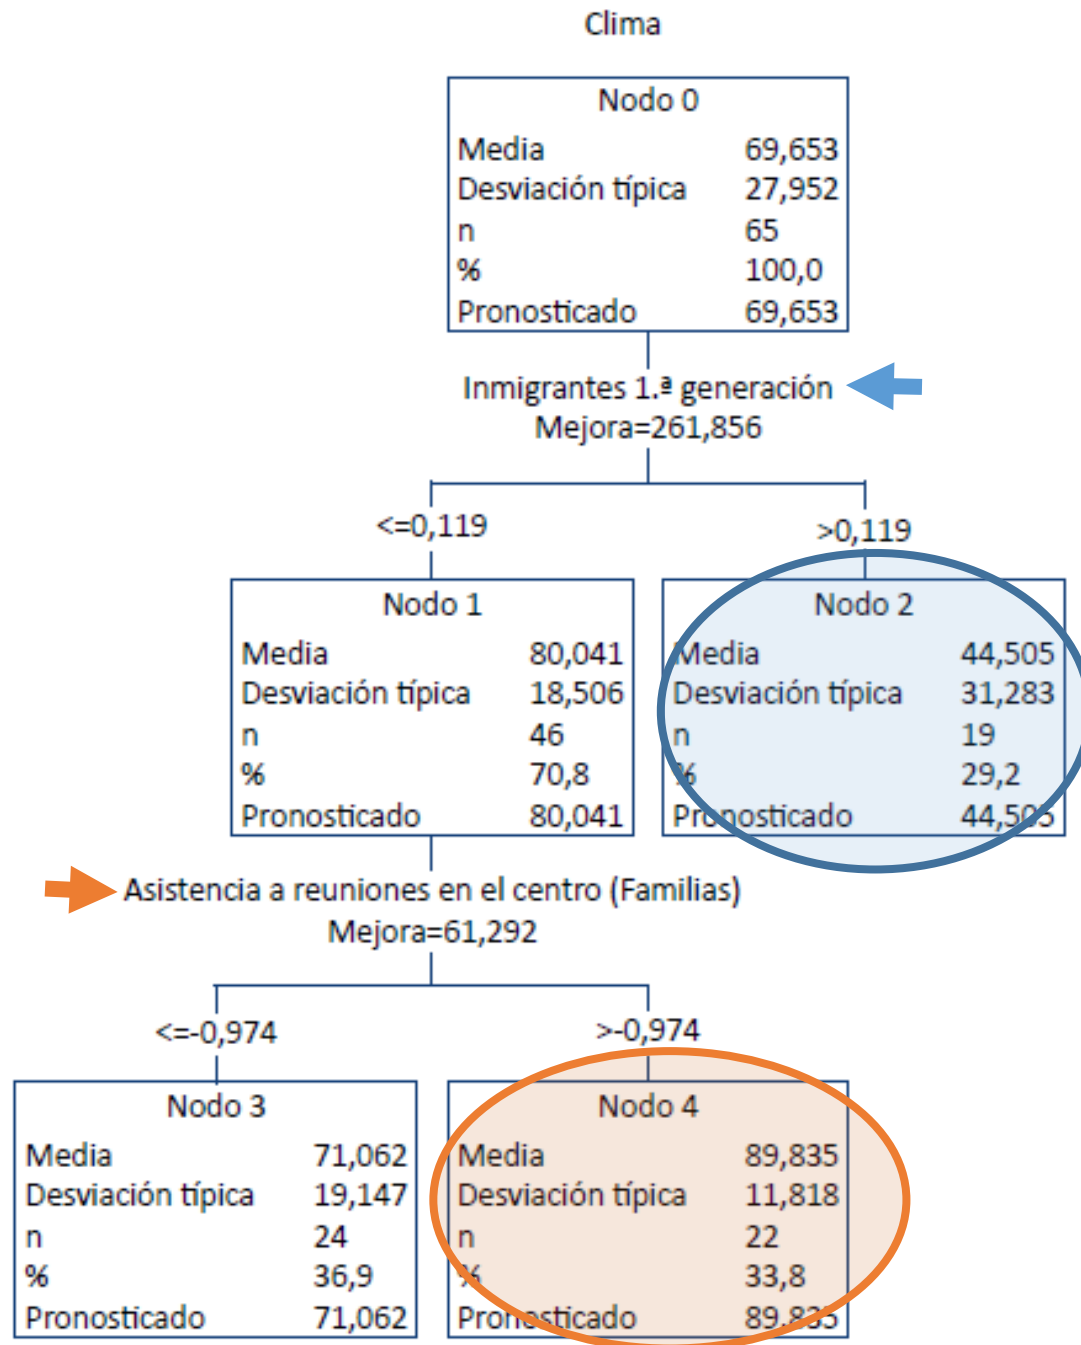 Clima
Nodo 0
Media 69,653
Desviación típica 27,952
n 65
% 100,0
Pronosticado 69,653
Inmigrantes 1.ª generación
Mejora=261,856
<=0,119
>0,119
Nodo 1
Media 80,041
Desviación típica 18,506
n 46
% 70,8
Pronosticado 80,041
Nodo 2
Media 44,505
Desviación típica 31,283
n 19
% 29,2
Pronosticado 44,505
Asistencia a reuniones en el centro (Familias)
Mejora=61,292
<=-0,974
>-0,974
Nodo 3
Media 71,062
Desviación típica 19,147
n 24
% 36,9
Pronosticado 71,062
Nodo 4
Media 89,835
Desviación típica 11,818
n 22
% 33,8
Pronosticado 89,835